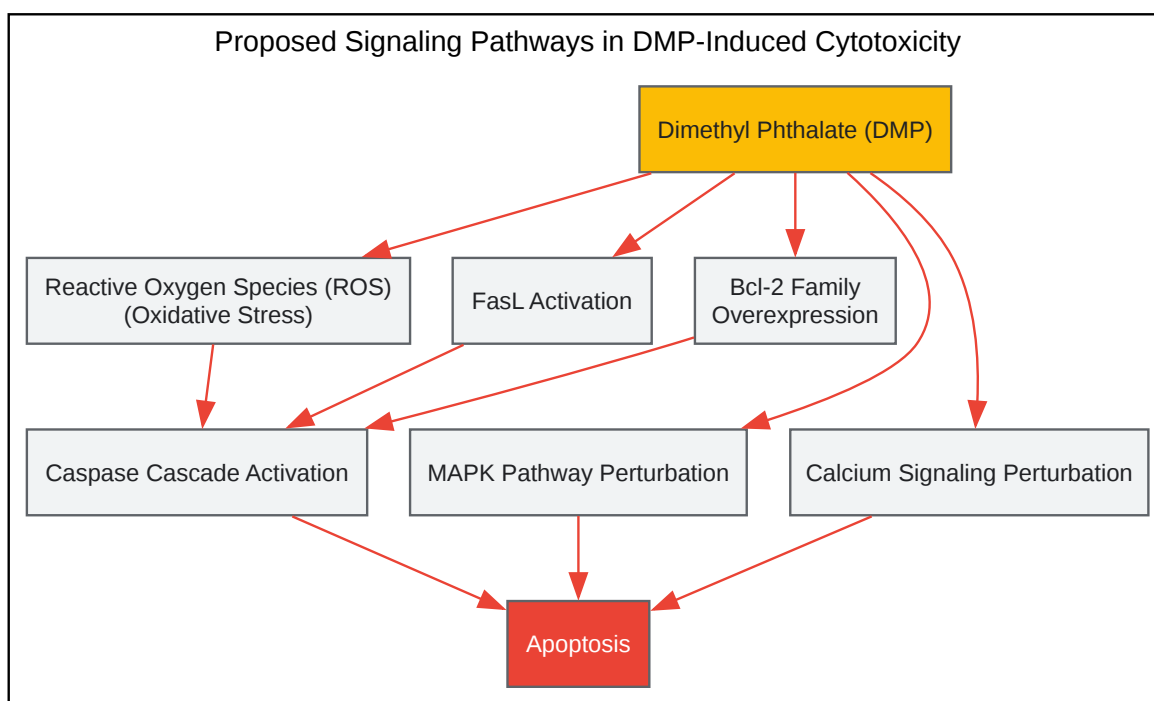 Proposed Signaling Pathways in DMP-Induced Cytotoxicity
Dimethyl Phthalate (DMP)
Reactive Oxygen Species (ROS)
(Oxidative Stress)
FasL Activation
Bcl-2 Family
Overexpression
Caspase Cascade Activation
MAPK Pathway Perturbation
Calcium Signaling Perturbation
Apoptosis